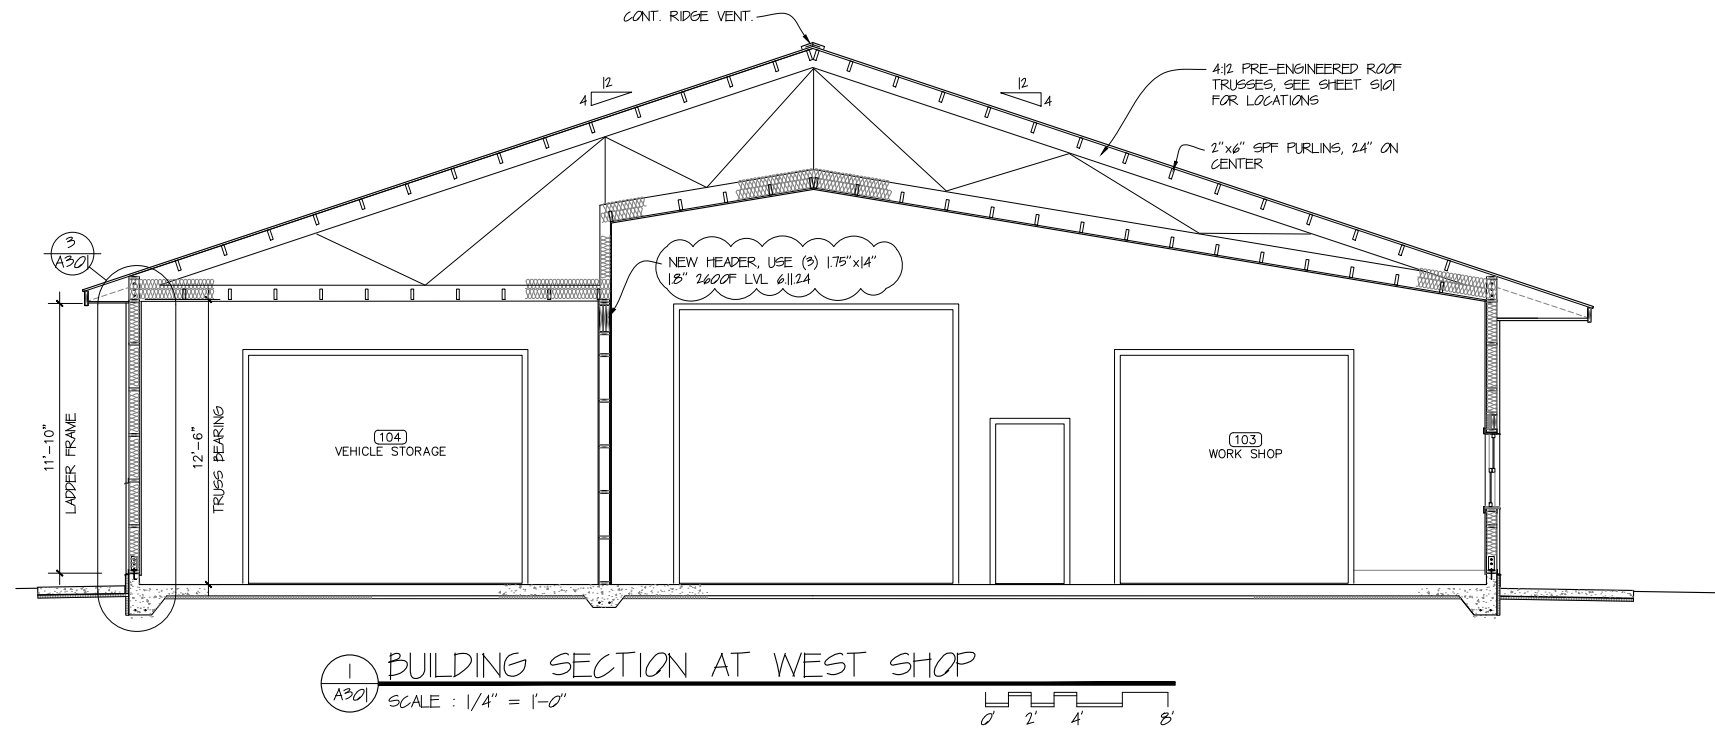 CONT. RIDGE VENT.
12
4
12
4
4:12 PRE-ENGINEERED ROOF
TRUSSES, SEE SHEET S101
FOR LOCATIONS
2"x6" SPF PURLINS, 24" ON
CENTER
3
A301
NEW HEADER, USE (3) 1.75"x14"
1.8" 2600F LVL 6.11.24
11'-10"
LADDER FRAME
12'-6"
TRUSS BEARING
104
VEHICLE STORAGE
103
WORK SHOP
1
A301
BUILDING SECTION AT WEST SHOP
SCALE : 1/4" = 1'-0"
0' 2' 4' 8'